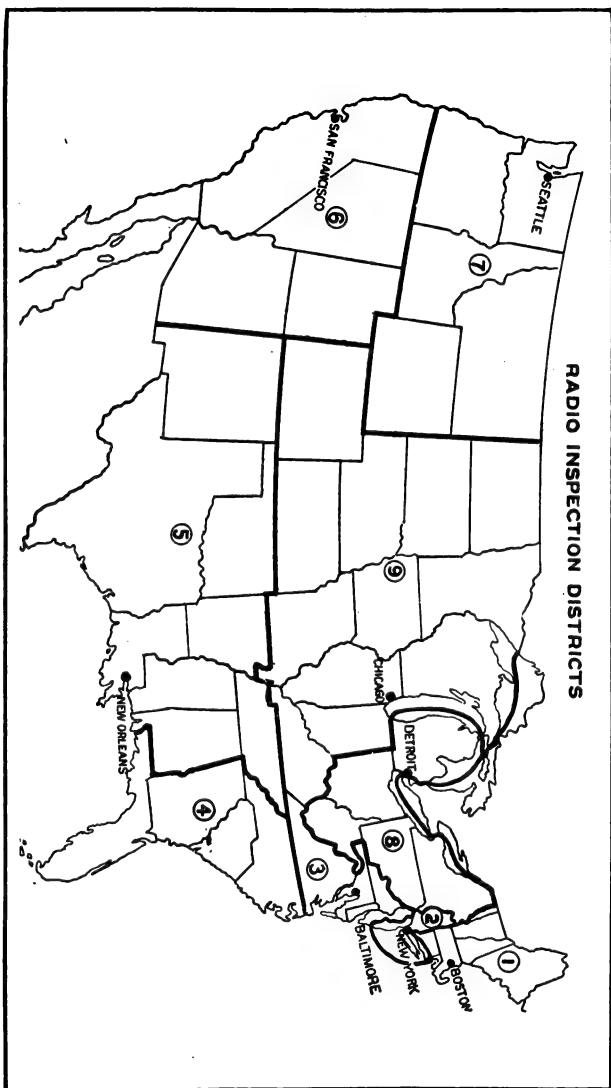 RADIO INSPECTION DISTRICTS
SEATTLE
SAN FRANCISCO
⑦
⑥
⑨
⑤
CHICAGO
DETROIT
NEW ORLEANS
⑧
④
③
②
①
BOSTON
NEW YORK
BALTIMORE